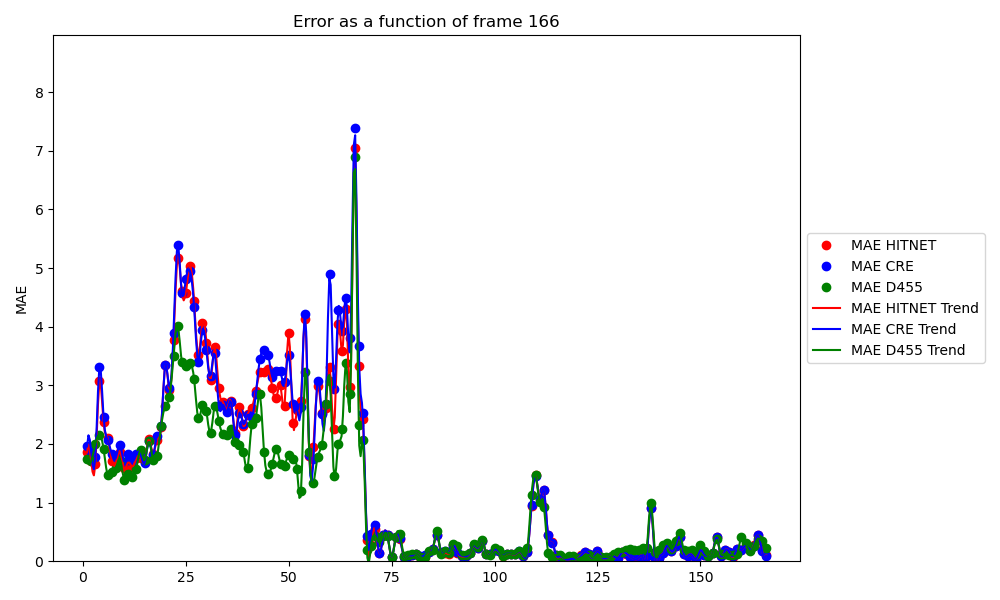 Error as a function of frame 166
MAE
8
7
6
5
4
3
2
1
0
0 25 50 75 100 125 150
MAE HITNET
MAE CRE
MAE D455
MAE HITNET Trend
MAE CRE Trend
MAE D455 Trend